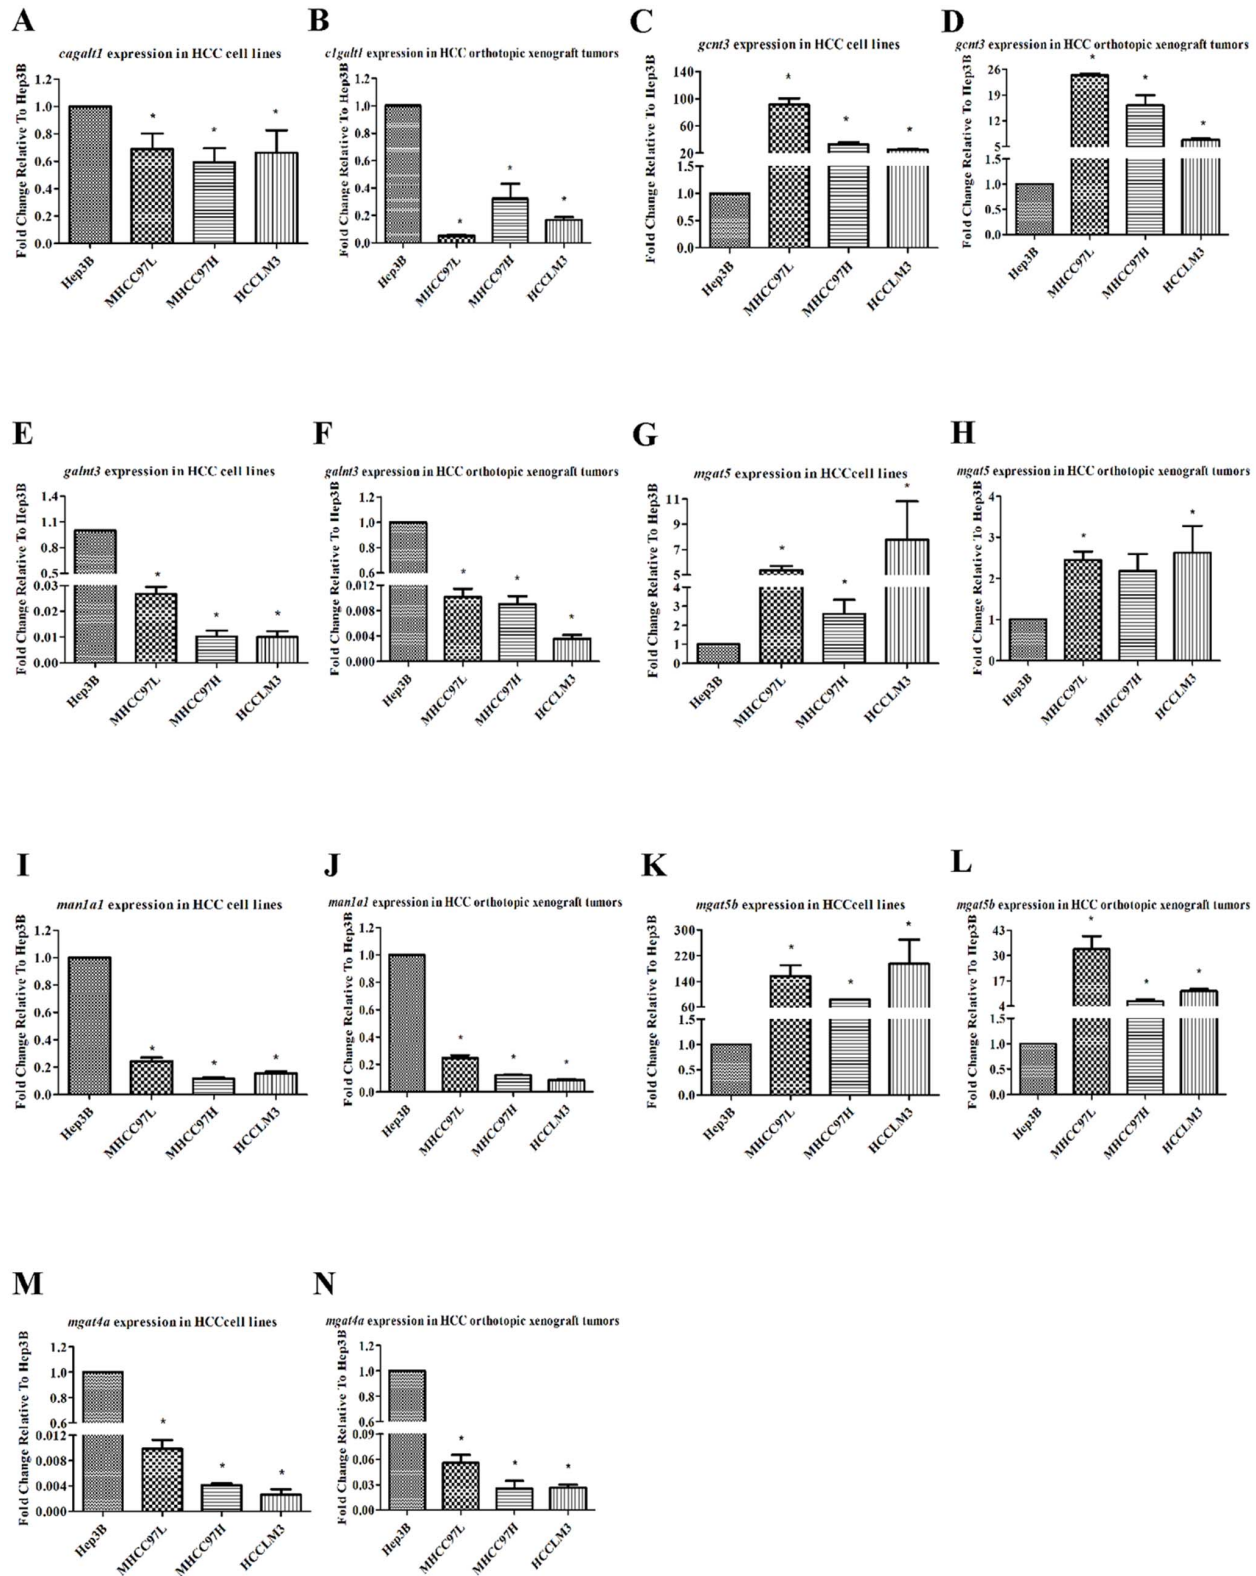 A
cagalt1 expression in HCC cell lines
Fold Change Relative To Hep3B
1.2
1.0
0.8
0.6
0.4
0.2
0.0
*
*
*
Hep3B
MHCC97L
MHCC97H
HCCLM3
B
c1galt1 expression in HCC orthotopic xenograft tumors
Fold Change Relative To Hep3B
1.2
1.0
0.8
0.6
0.4
0.2
0.0
*
*
*
Hep3B
MHCC97L
MHCC97H
HCCLM3
C
gcnt3 expression in HCC cell lines
Fold Change Relative To Hep3B
140
100
60
20
1.5
1.0
0.5
0.0
*
*
*
Hep3B
MHCC97L
MHCC97H
HCCLM3
D
gcnt3 expression in HCC orthotopic xenograft tumors
Fold Change Relative To Hep3B
26
19
12
5
1.5
1.0
0.5
0.0
*
*
*
Hep3B
MHCC97L
MHCC97H
HCCLM3
E
galnt3 expression in HCC cell lines
Fold Change Relative To Hep3B
1.4
1.1
0.8
0.5
0.03
0.02
0.01
0.00
*
*
*
Hep3B
MHCC97L
MHCC97H
HCCLM3
F
galnt3 expression in HCC orthotopic xenograft tumors
Fold Change Relative To Hep3B
1.2
1.0
0.8
0.6
0.012
0.008
0.004
0.000
*
*
*
Hep3B
MHCC97L
MHCC97H
HCCLM3
G
mgat5 expression in HCCcell lines
Fold Change Relative To Hep3B
11
9
7
5
4
3
2
1
0
*
*
*
Hep3B
MHCC97L
MHCC97H
HCCLM3
H
mgat5 expression in HCC orthotopic xenograft tumors
Fold Change Relative To Hep3B
4
3
2
1
0
*
*
Hep3B
MHCC97L
MHCC97H
HCCLM3
I
man1a1 expression in HCC cell lines
Fold Change Relative To Hep3B
1.2
1.0
0.8
0.6
0.4
0.2
0.0
*
*
*
Hep3B
MHCC97L
MHCC97H
HCCLM3
J
man1a1 expression in HCC orthotopic xenograft tumors
Fold Change Relative To Hep3B
1.2
1.0
0.8
0.6
0.4
0.2
0.0
*
*
*
Hep3B
MHCC97L
MHCC97H
HCCLM3
K
mgat5b expression in HCCcell lines
Fold Change Relative To Hep3B
300
220
140
60
1.5
1.0
0.5
0.0
*
*
*
Hep3B
MHCC97L
MHCC97H
HCCLM3
L
mgat5b expression in HCC orthotopic xenograft tumors
Fold Change Relative To Hep3B
43
30
17
4
1.5
1.0
0.5
0.0
*
*
*
Hep3B
MHCC97L
MHCC97H
HCCLM3
M
mgat4a expression in HCCcell lines
Fold Change Relative To Hep3B
1.2
1.0
0.8
0.6
0.012
0.008
0.004
0.000
*
*
*
Hep3B
MHCC97L
MHCC97H
HCCLM3
N
mgat4a expression in HCC orthotopic xenograft tumors
Fold Change Relative To Hep3B
1.2
1.0
0.8
0.6
0.09
0.06
0.03
0.00
*
*
*
Hep3B
MHCC97L
MHCC97H
HCCLM3